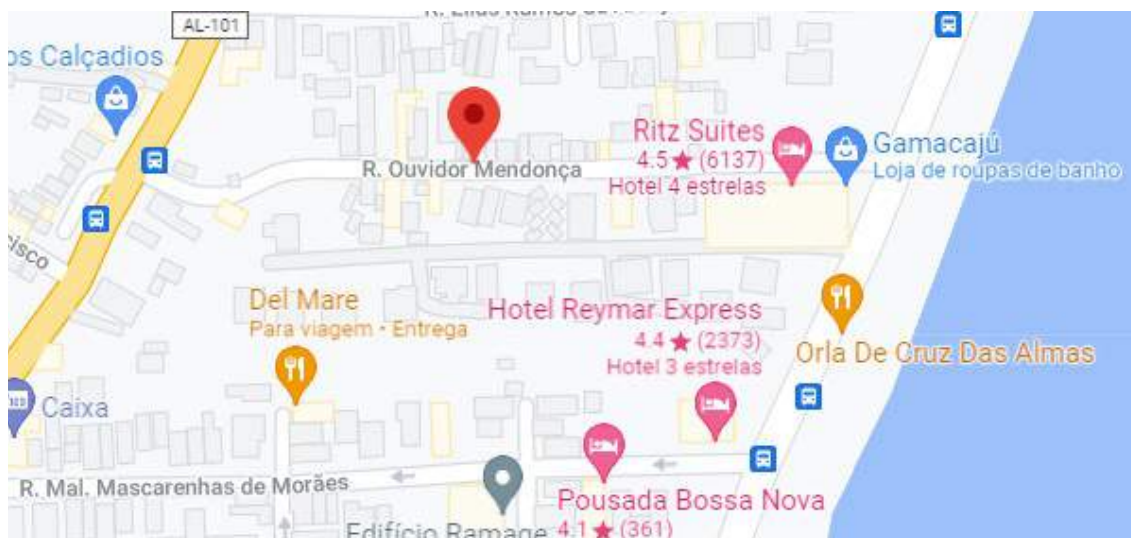 AL-101
os Calçadios
Ritz Suites
4.5 ★ (6137)
Hotel 4 estrelas
Gamacajú
Loja de roupas de banho
R. Ouvidor Mendonça
cisco
Del Mare
Para viagem • Entrega
Hotel Reymar Express
4.4 ★ (2373)
Hotel 3 estrelas
Orla De Cruz Das Almas
Caixa
R. Mal. Mascarenhas de Morães
Pousada Bossa Nova
4.1 ★ (361)
Edifício Ramage